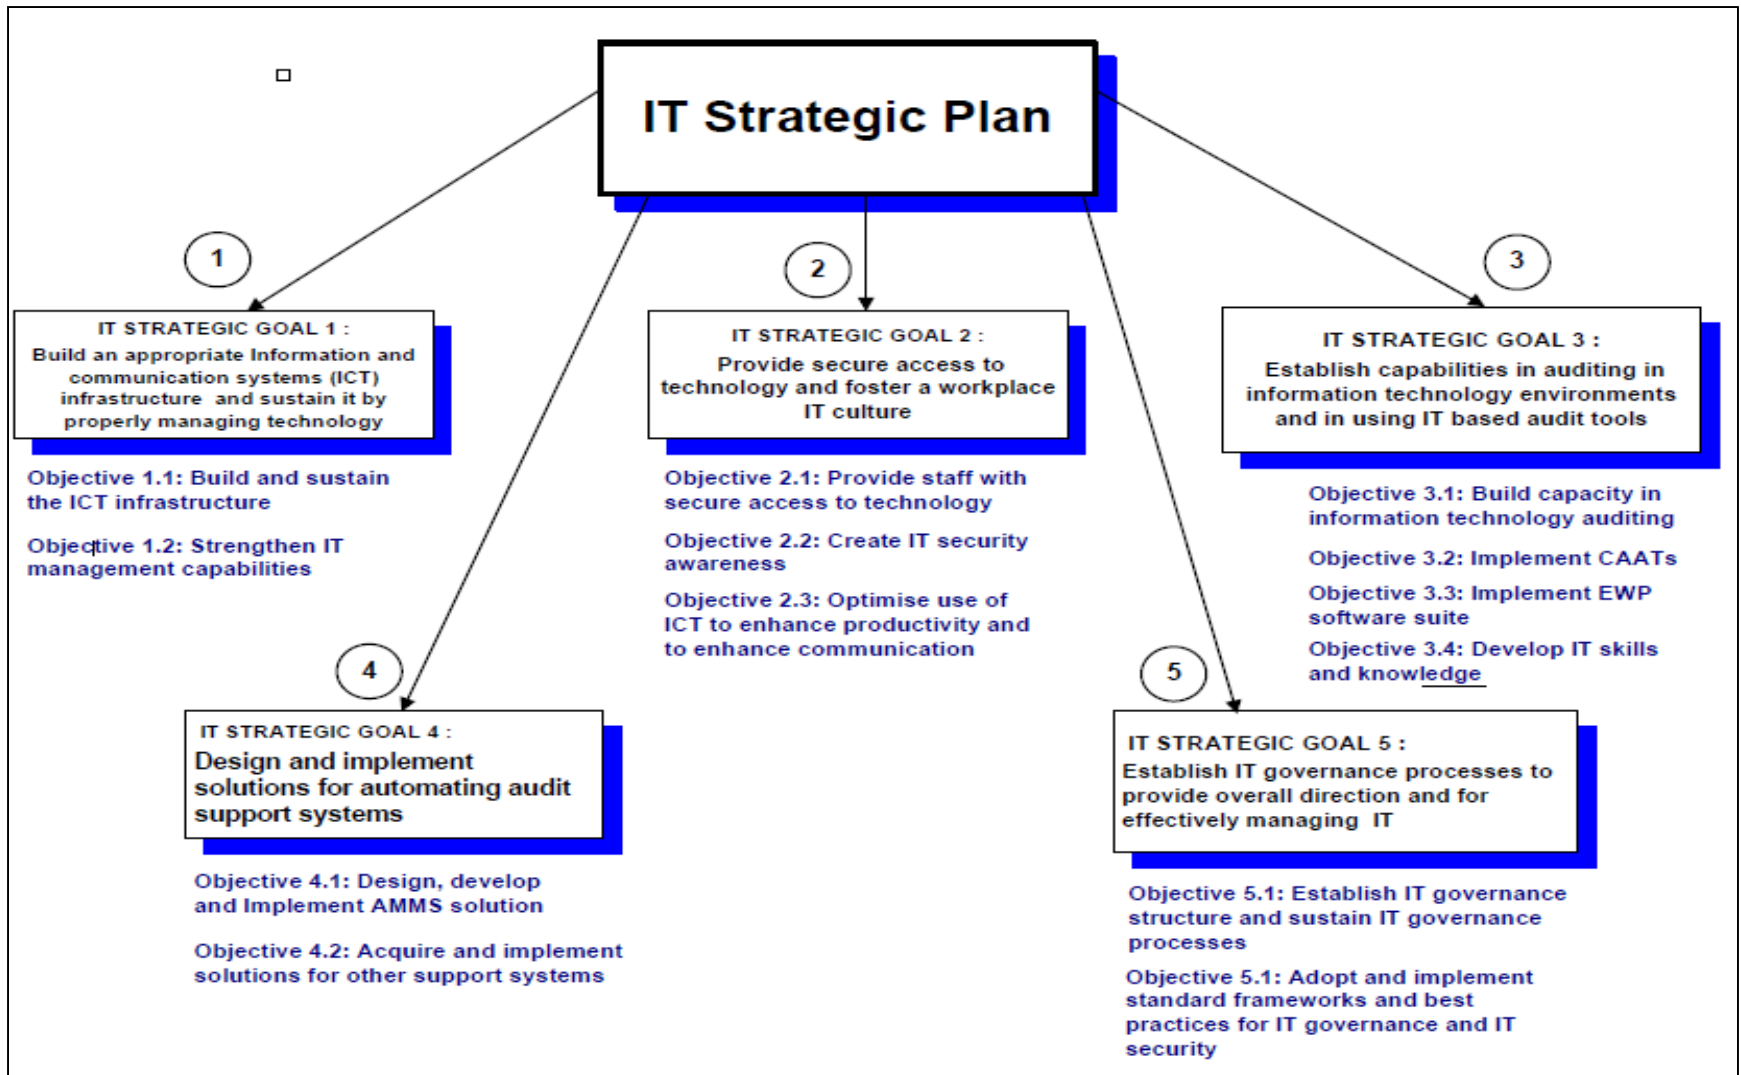 IT Strategic Plan
1
IT STRATEGIC GOAL 1 :
Build an appropriate Information and
communication systems (ICT)
infrastructure and sustain it by
properly managing technology
Objective 1.1: Build and sustain
the ICT infrastructure
Objective 1.2: Strengthen IT
management capabilities
2
IT STRATEGIC GOAL 2 :
Provide secure access to
technology and foster a workplace
IT culture
Objective 2.1: Provide staff with
secure access to technology
Objective 2.2: Create IT security
awareness
Objective 2.3: Optimise use of
ICT to enhance productivity and
to enhance communication
3
IT STRATEGIC GOAL 3 :
Establish capabilities in auditing in
information technology environments
and in using IT based audit tools
Objective 3.1: Build capacity in
information technology auditing
Objective 3.2: Implement CAATs
Objective 3.3: Implement EWP
software suite
Objective 3.4: Develop IT skills
and knowledge
4
IT STRATEGIC GOAL 4 :
Design and implement
solutions for automating audit
support systems
Objective 4.1: Design, develop
and Implement AMMS solution
Objective 4.2: Acquire and implement
solutions for other support systems
5
IT STRATEGIC GOAL 5 :
Establish IT governance processes to
provide overall direction and for
effectively managing IT
Objective 5.1: Establish IT governance
structure and sustain IT governance
processes
Objective 5.1: Adopt and implement
standard frameworks and best
practices for IT governance and IT
security